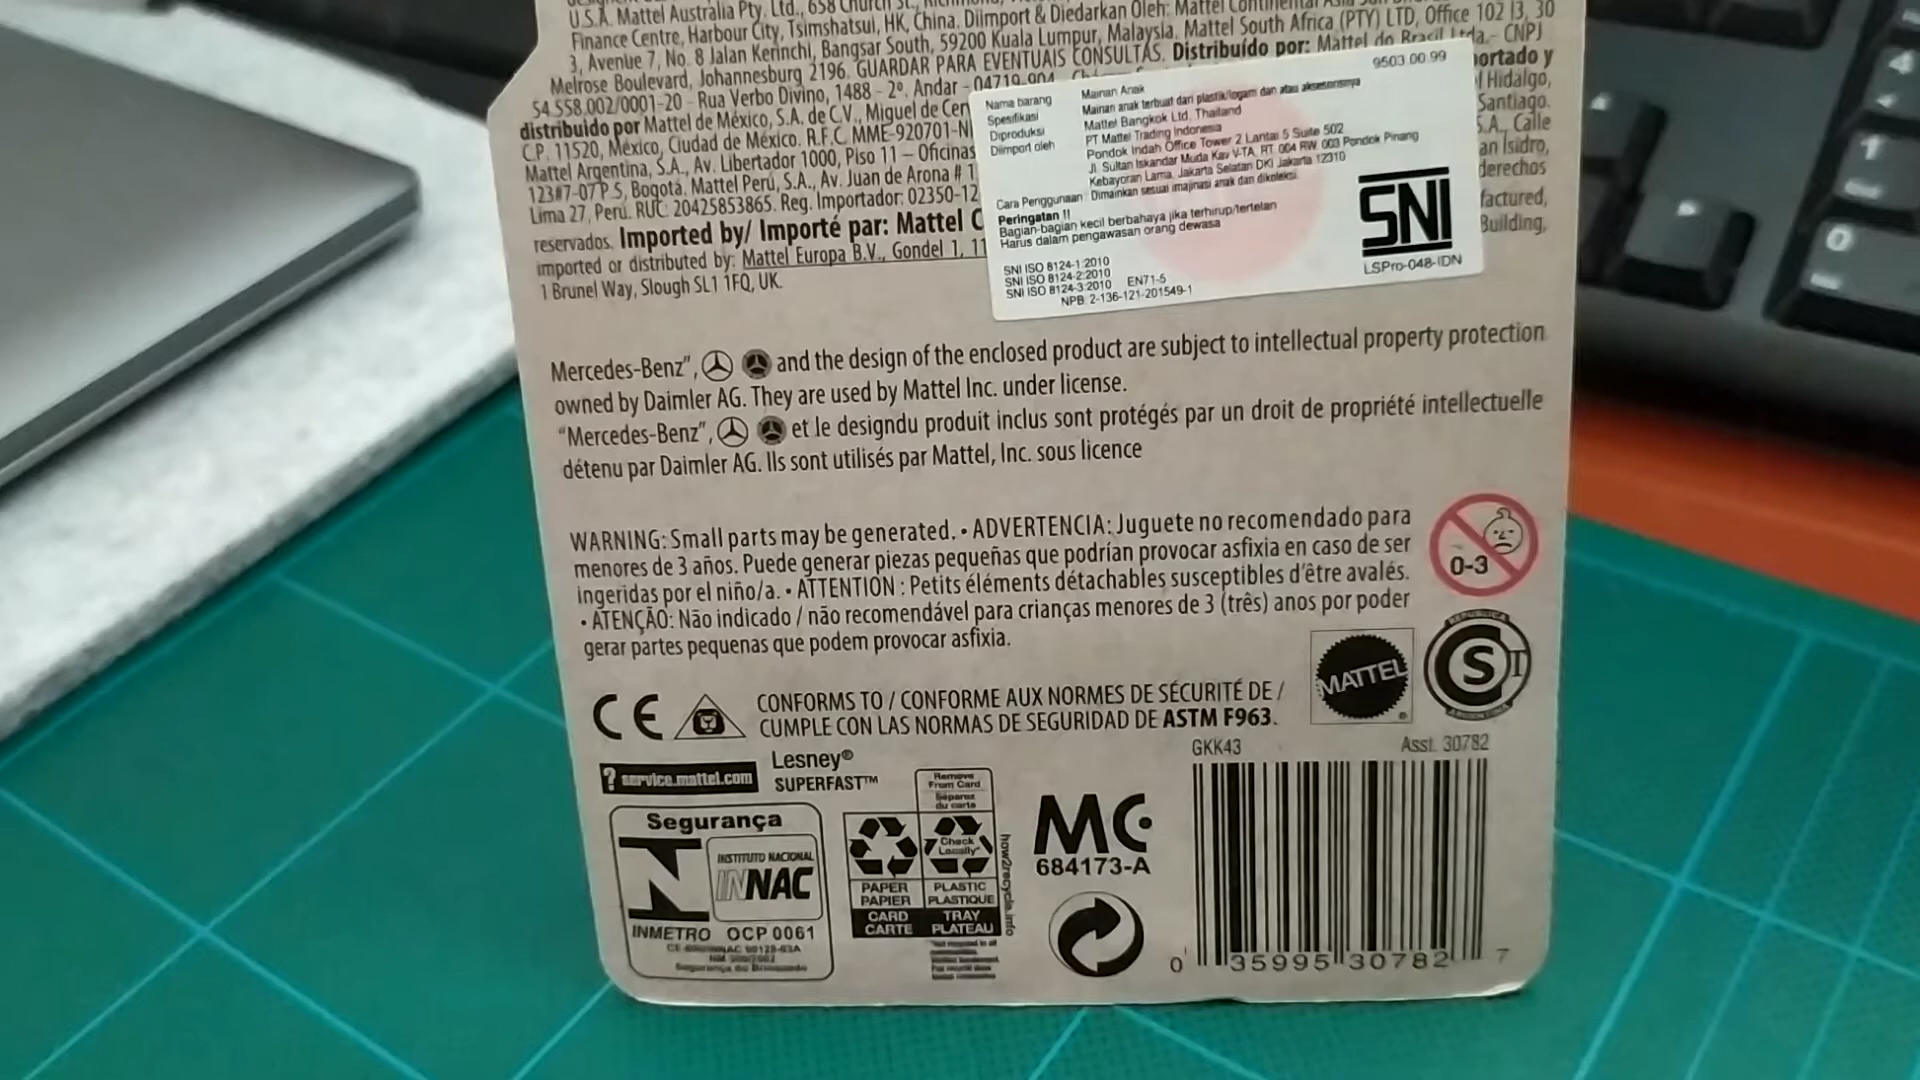 U.S.A. Mattel Australia Pty. Ltd., 658 Church St.,
Finance Centre, Harbour City, Tsimshatsui, HK, China. Diimport & Diedarkan Oleh: Mattel Continental Asia
3, Avenue 7, No. 8 Jalan Kerinchi, Bangsar South, 59200 Kuala Lumpur, Malaysia. Mattel South Africa (PTY) LTD, Office 102 I3, 30
Melrose Boulevard, Johannesburg 2196. GUARDAR PARA EVENTUAIS CONSULTAS. Distribuído por: Mattel do Brasil Ltda.- CNPJ
54.558.002/0001-20 - Rua Verbo Divino, 1488 - 2º. Andar - 04719-904 ortado y
distribuido por Mattel de México, S.A. de C.V., Miguel de Cer l Hidalgo,
C.P. 11520, México, Ciudad de México. R.F.C. MME-920701-N Santiago.
Mattel Argentina, S.A., Av. Libertador 1000, Piso 11 – Oficinas S.A., Calle
123#7-07 P.5, Bogotá. Mattel Perú, S.A., Av. Juan de Arona # 1 an Isidro,
Lima 27, Perú. RUC: 20425853865. Reg. Importador: 02350-12 derechos
reservados. Imported by/ Importé par: Mattel C factured,
imported or distributed by: Mattel Europa B.V., Gondel 1, 11 Building,
1 Brunel Way, Slough SL1 1FQ, UK.
9503.00.99
Nama barang Mainan Anak
Spesifikasi Mainan anak terbuat dari plastik/logam dan atau aksesorisnya
Diproduksi Mattel Bangkok Ltd, Thailand
Diimport oleh PT Mattel Trading Indonesia
Pondok Indah Office Tower 2 Lantai 5 Suite 502
Jl. Sultan Iskandar Muda Kav V-TA, RT. 004 RW. 003 Pondok Pinang
Kebayoran Lama, Jakarta Selatan DKI Jakarta 12310
Cara Penggunaan : Dimainkan sesuai imajinasi anak dan dikoleksi
Peringatan !!
Bagian-bagian kecil berbahaya jika terhirup/tertelan
Harus dalam pengawasan orang dewasa
SNI ISO 8124-1:2010
SNI ISO 8124-2:2010
SNI ISO 8124-3:2010 EN71-5
NPB: 2-136-121-201549-1
SNI
LSPro-048-IDN
Mercedes-Benz”, and the design of the enclosed product are subject to intellectual property protection
owned by Daimler AG. They are used by Mattel Inc. under license.
“Mercedes-Benz”, et le designdu produit inclus sont protégés par un droit de propriété intellectuelle
détenu par Daimler AG. Ils sont utilisés par Mattel, Inc. sous licence
WARNING: Small parts may be generated. • ADVERTENCIA: Juguete no recomendado para
menores de 3 años. Puede generar piezas pequeñas que podrían provocar asfixia en caso de ser
ingeridas por el niño/a. • ATTENTION : Petits éléments détachables susceptibles d'être avalés.
• ATENÇÃO: Não indicado / não recomendável para crianças menores de 3 (três) anos por poder
gerar partes pequenas que podem provocar asfixia.
0-3
CE
CONFORMS TO / CONFORME AUX NORMES DE SÉCURITÉ DE /
CUMPLE CON LAS NORMAS DE SEGURIDAD DE ASTM F963.
MATTEL
S
? service.mattel.com
Lesney®
SUPERFAST™
GKK43 Asst. 30782
Segurança
INSTITUTO NACIONAL
INNAC
INMETRO OCP 0061
Remove
From Card
Séparez
du carte
Check
Locally*
PAPER
PAPIER
PLASTIC
PLASTIQUE
CARD
CARTE
TRAY
PLATEAU
how2recycle.info
MC
684173-A
0 35995 30782 7